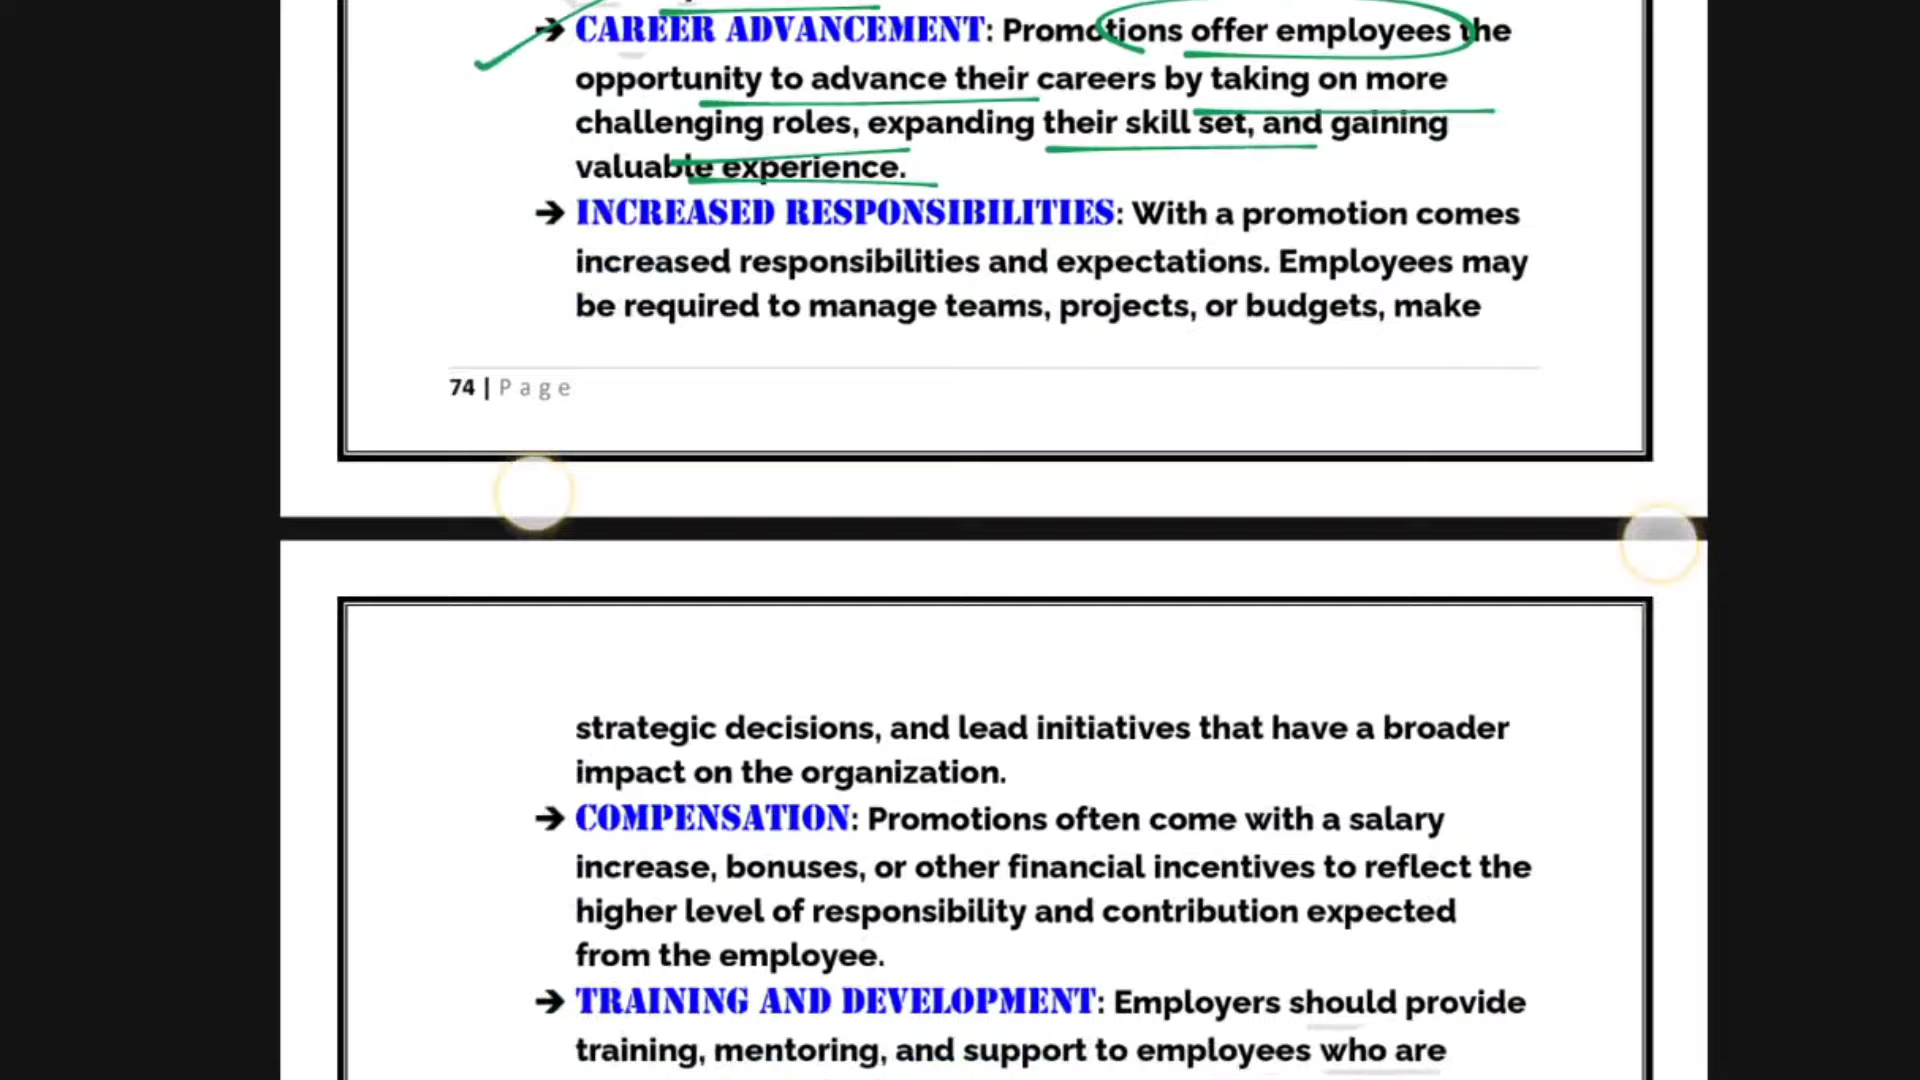 → CAREER ADVANCEMENT: Promotions offer employees the
opportunity to advance their careers by taking on more
challenging roles, expanding their skill set, and gaining
valuable experience.
→ INCREASED RESPONSIBILITIES: With a promotion comes
increased responsibilities and expectations. Employees may
be required to manage teams, projects, or budgets, make
74 | Page
strategic decisions, and lead initiatives that have a broader
impact on the organization.
→ COMPENSATION: Promotions often come with a salary
increase, bonuses, or other financial incentives to reflect the
higher level of responsibility and contribution expected
from the employee.
→ TRAINING AND DEVELOPMENT: Employers should provide
training, mentoring, and support to employees who are